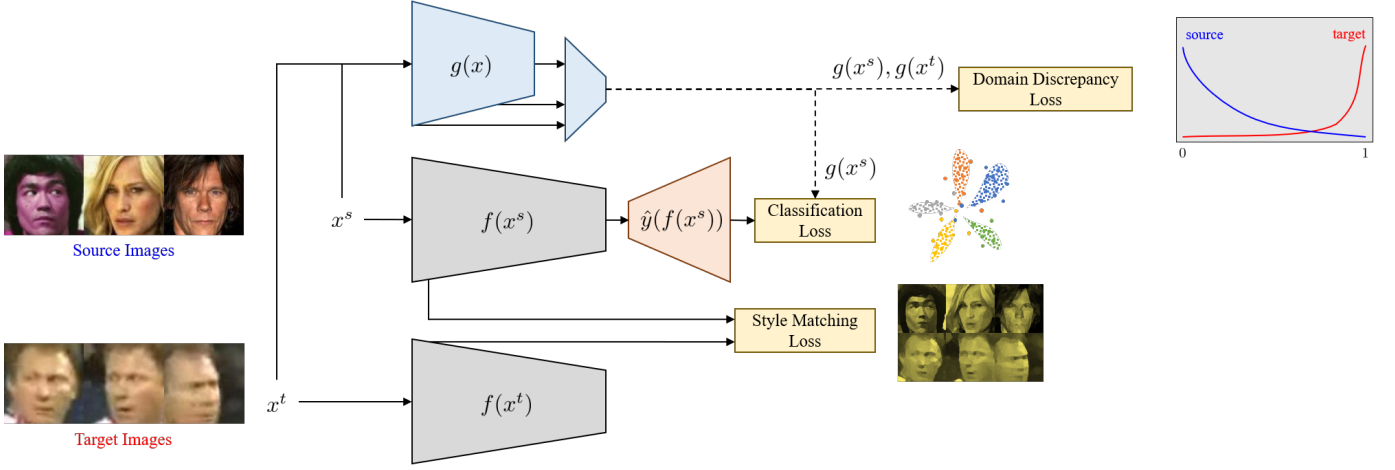 g(x)
g(x^s), g(x^t)
Domain Discrepancy
Loss
source
target
0
1
Source Images
x^s
f(x^s)
ŷ(f(x^s))
g(x^s)
Classification
Loss
Style Matching
Loss
x^t
f(x^t)
Target Images